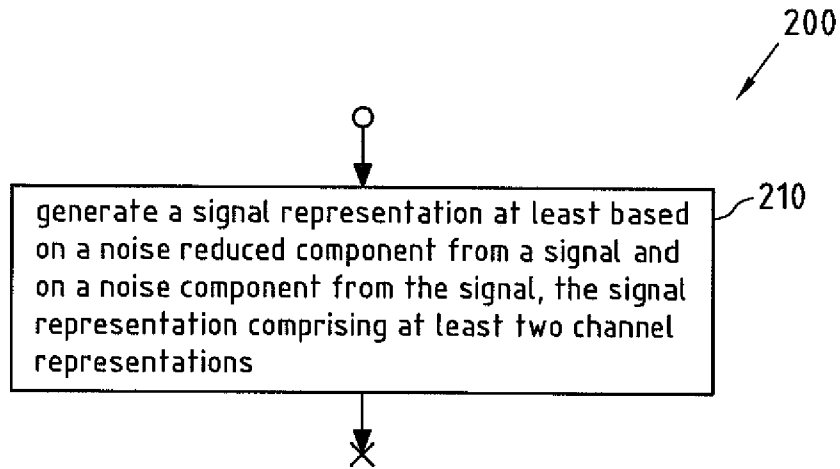 200
generate a signal representation at least based
on a noise reduced component from a signal and
on a noise component from the signal, the signal
representation comprising at least two channel
representations
210